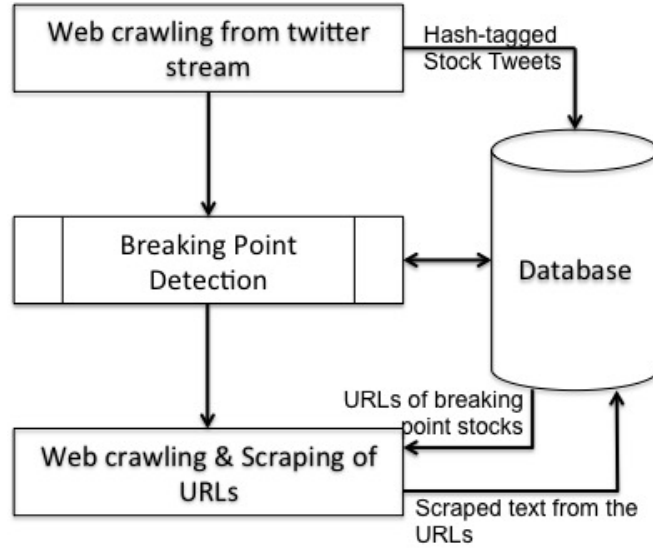 Web crawling from twitter
stream
Hash-tagged
Stock Tweets
Breaking Point
Detection
Database
URLs of breaking
point stocks
Web crawling & Scraping of
URLs
Scraped text from the
URLs